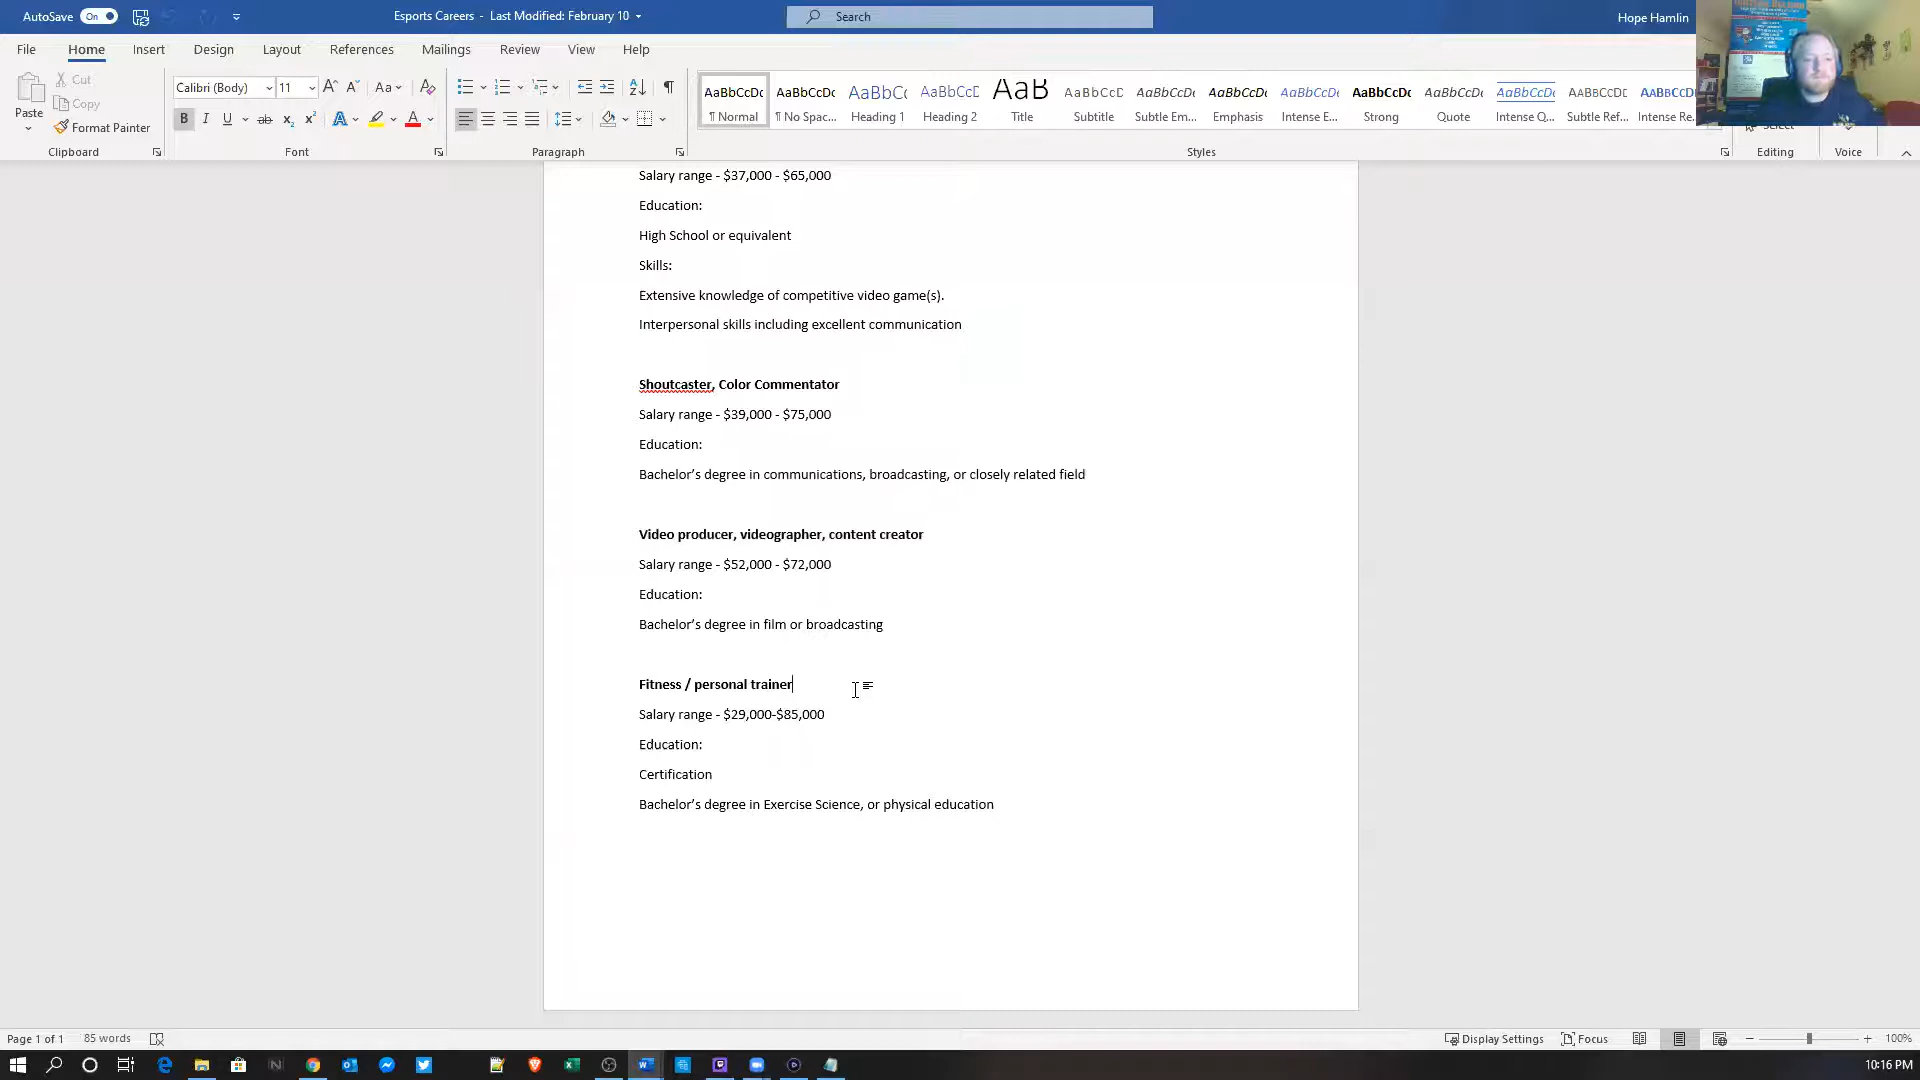 AutoSave On Esports Careers - Last Modified: February 10 Search Hope Hamlin
File Home Insert Design Layout References Mailings Review View Help
Paste Cut
Copy
Format Painter
Calibri (Body) 11
AaBbCcDc ¶ Normal
AaBbCcDc ¶ No Spac...
AaBbCc Heading 1
AaBbCcD Heading 2
AaB Title
AaBbCcD Subtitle
AaBbCcDc Subtle Em...
AaBbCcDc Emphasis
AaBbCcDc Intense E...
AaBbCcDc Strong
AaBbCcDc Quote
AaBbCcDc Intense Q...
AaBbCcDc Subtle Ref...
AaBbCc Intense Re...
Select
Clipboard Font Paragraph Styles Editing Voice
Salary range - $37,000 - $65,000
Education:
High School or equivalent
Skills:
Extensive knowledge of competitive video game(s).
Interpersonal skills including excellent communication
Shoutcaster, Color Commentator
Salary range - $39,000 - $75,000
Education:
Bachelor’s degree in communications, broadcasting, or closely related field
Video producer, videographer, content creator
Salary range - $52,000 - $72,000
Education:
Bachelor’s degree in film or broadcasting
Fitness / personal trainer
Salary range - $29,000-$85,000
Education:
Certification
Bachelor’s degree in Exercise Science, or physical education
Page 1 of 1 85 words Display Settings Focus 100%
10:16 PM